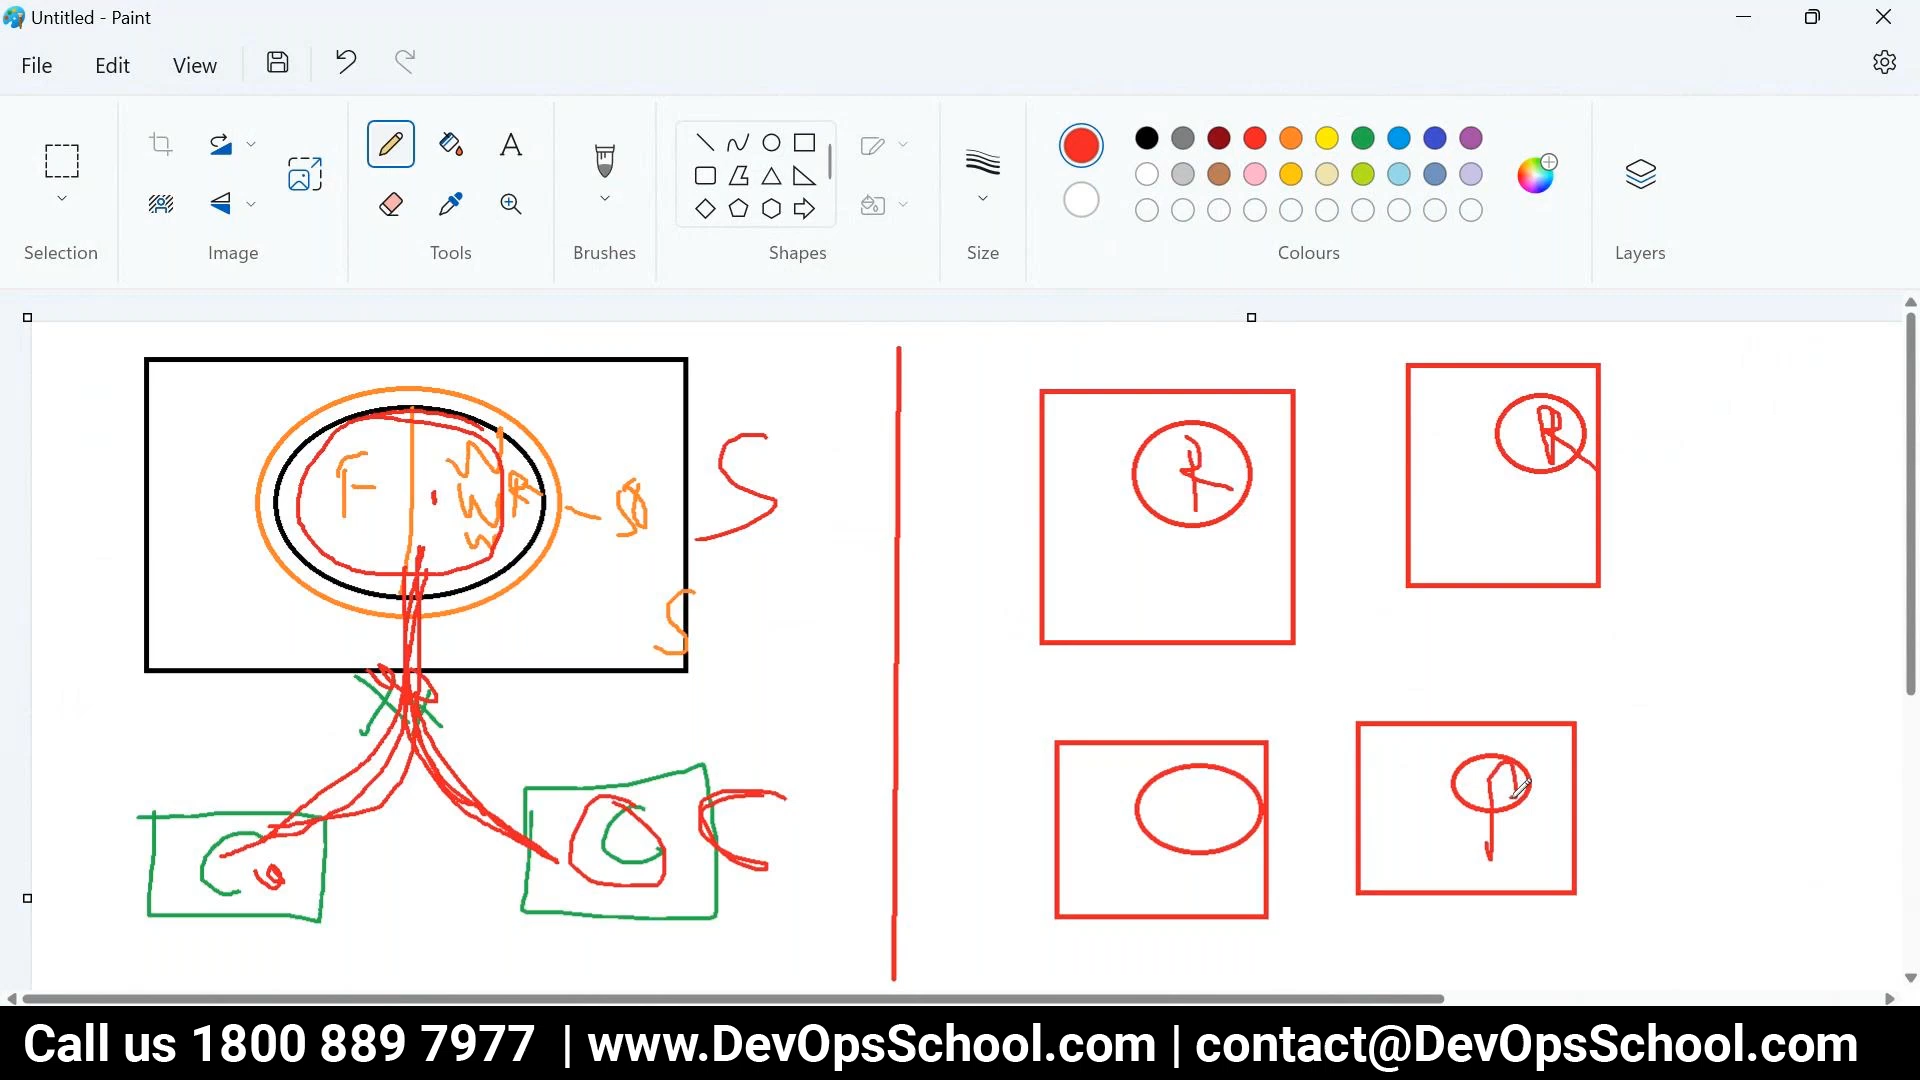 Untitled - Paint
File Edit View
Selection Image Tools Brushes Shapes Size Colours Layers
F R
S
S
R
R
C
C
C
Call us 1800 889 7977 | www.DevOpsSchool.com | contact@DevOpsSchool.com